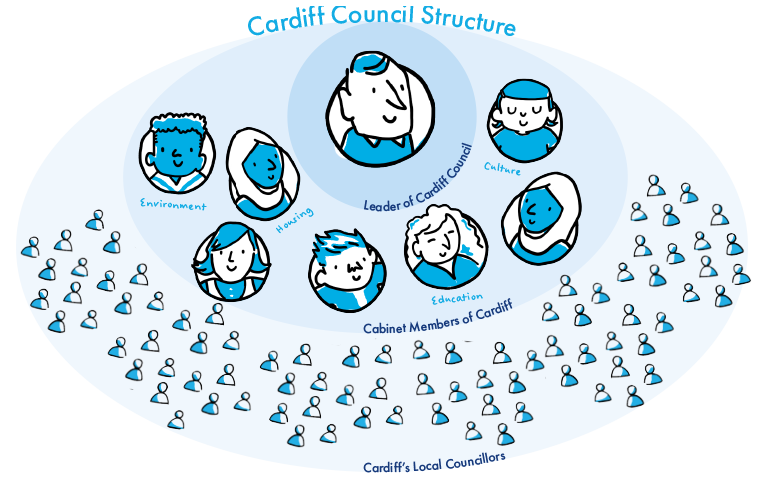 Cardiff Council Structure
Leader of Cardiff Council
Culture
Environment
Housing
Education
Cabinet Members of Cardiff
Cardiff's Local Councillors